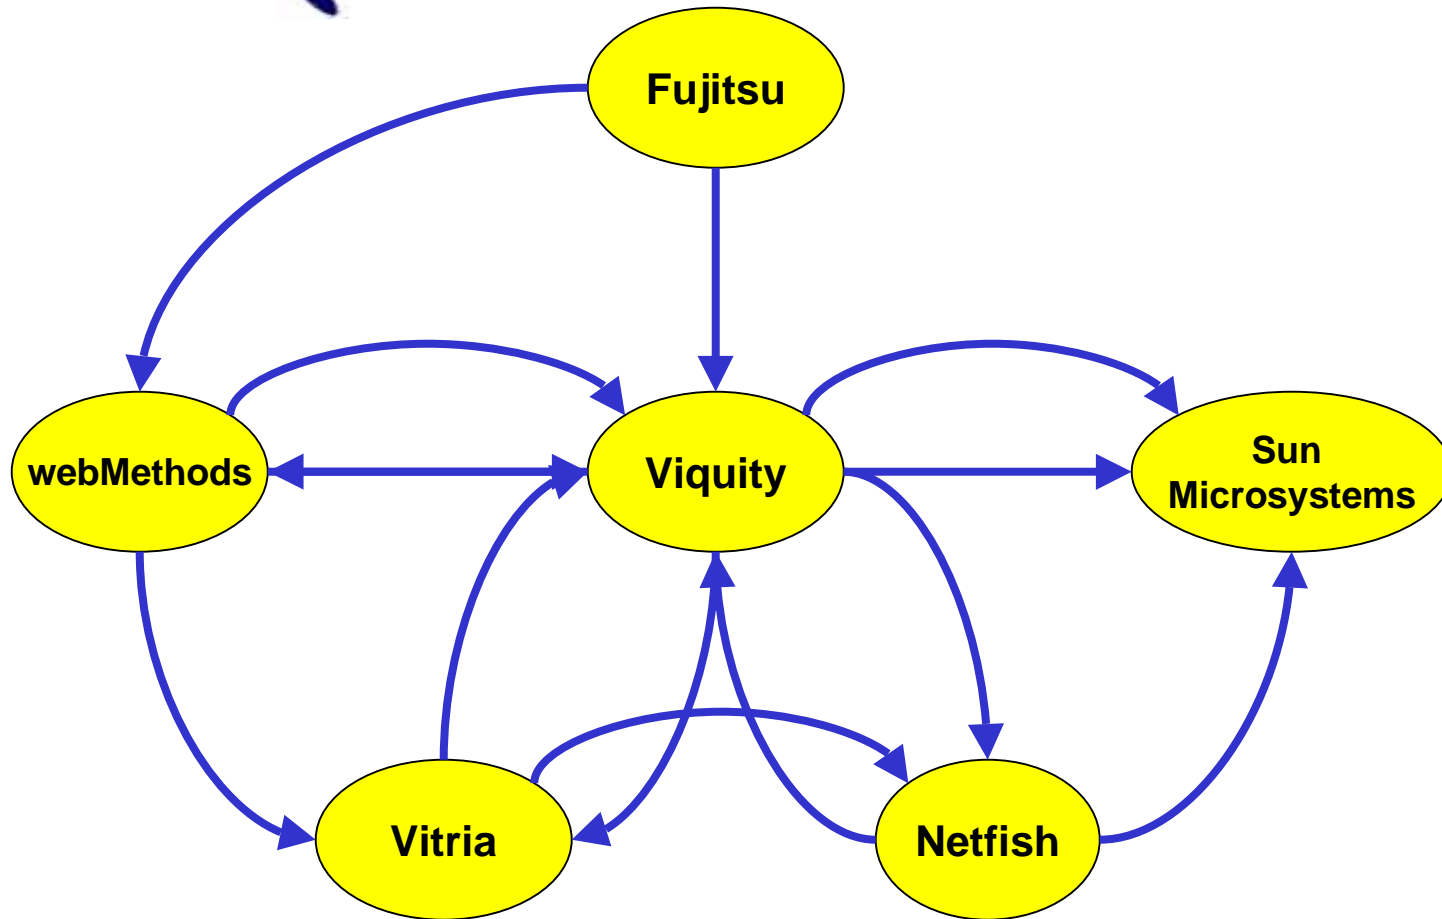 Fujitsu
webMethods
Viquity
Sun
Microsystems
Vitria
Netfish